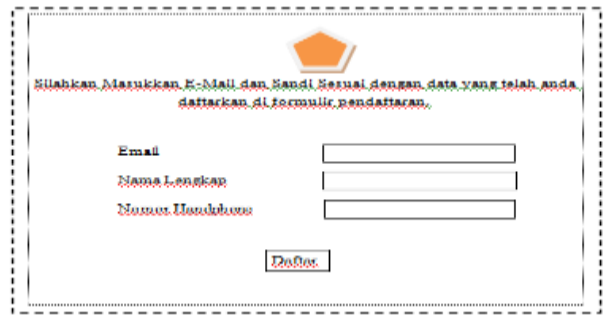 Silahkan Masukkan E-Mail dan Sandi Sesuai dengan data yang telah anda
daftarkan di formulir pendaftaran.
Email
Nama Lengkap
Nomor Handphone
Daftar